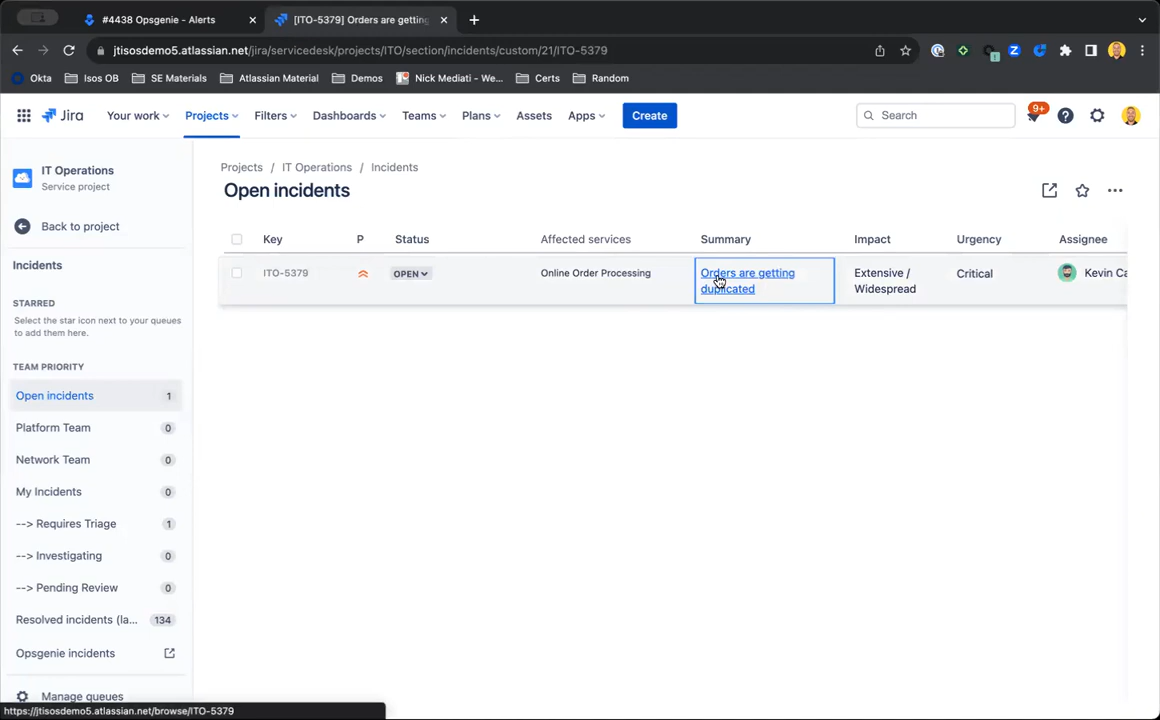 #4438 Opsgenie - Alerts
[ITO-5379] Orders are getting
jtisosdemo5.atlassian.net/jira/servicedesk/projects/ITO/section/incidents/custom/21/ITO-5379
Okta
Isos OB
SE Materials
Atlassian Material
Demos
Nick Mediati - We...
Certs
Random
Jira
Your work
Projects
Filters
Dashboards
Teams
Plans
Assets
Apps
Create
Search
9+
IT Operations
Service project
Back to project
Incidents
STARRED
Select the star icon next to your queues
to add them here.
TEAM PRIORITY
Open incidents 1
Platform Team 0
Network Team 0
My Incidents 0
--> Requires Triage 1
--> Investigating 0
--> Pending Review 0
Resolved incidents (la... 134
Opsgenie incidents
Manage queues
Projects / IT Operations / Incidents
Open incidents
Key P Status Affected services Summary Impact Urgency Assignee
ITO-5379 OPEN Online Order Processing Orders are getting Extensive / Critical Kevin Ca
duplicated Widespread
https://jtisosdemo5.atlassian.net/browse/ITO-5379